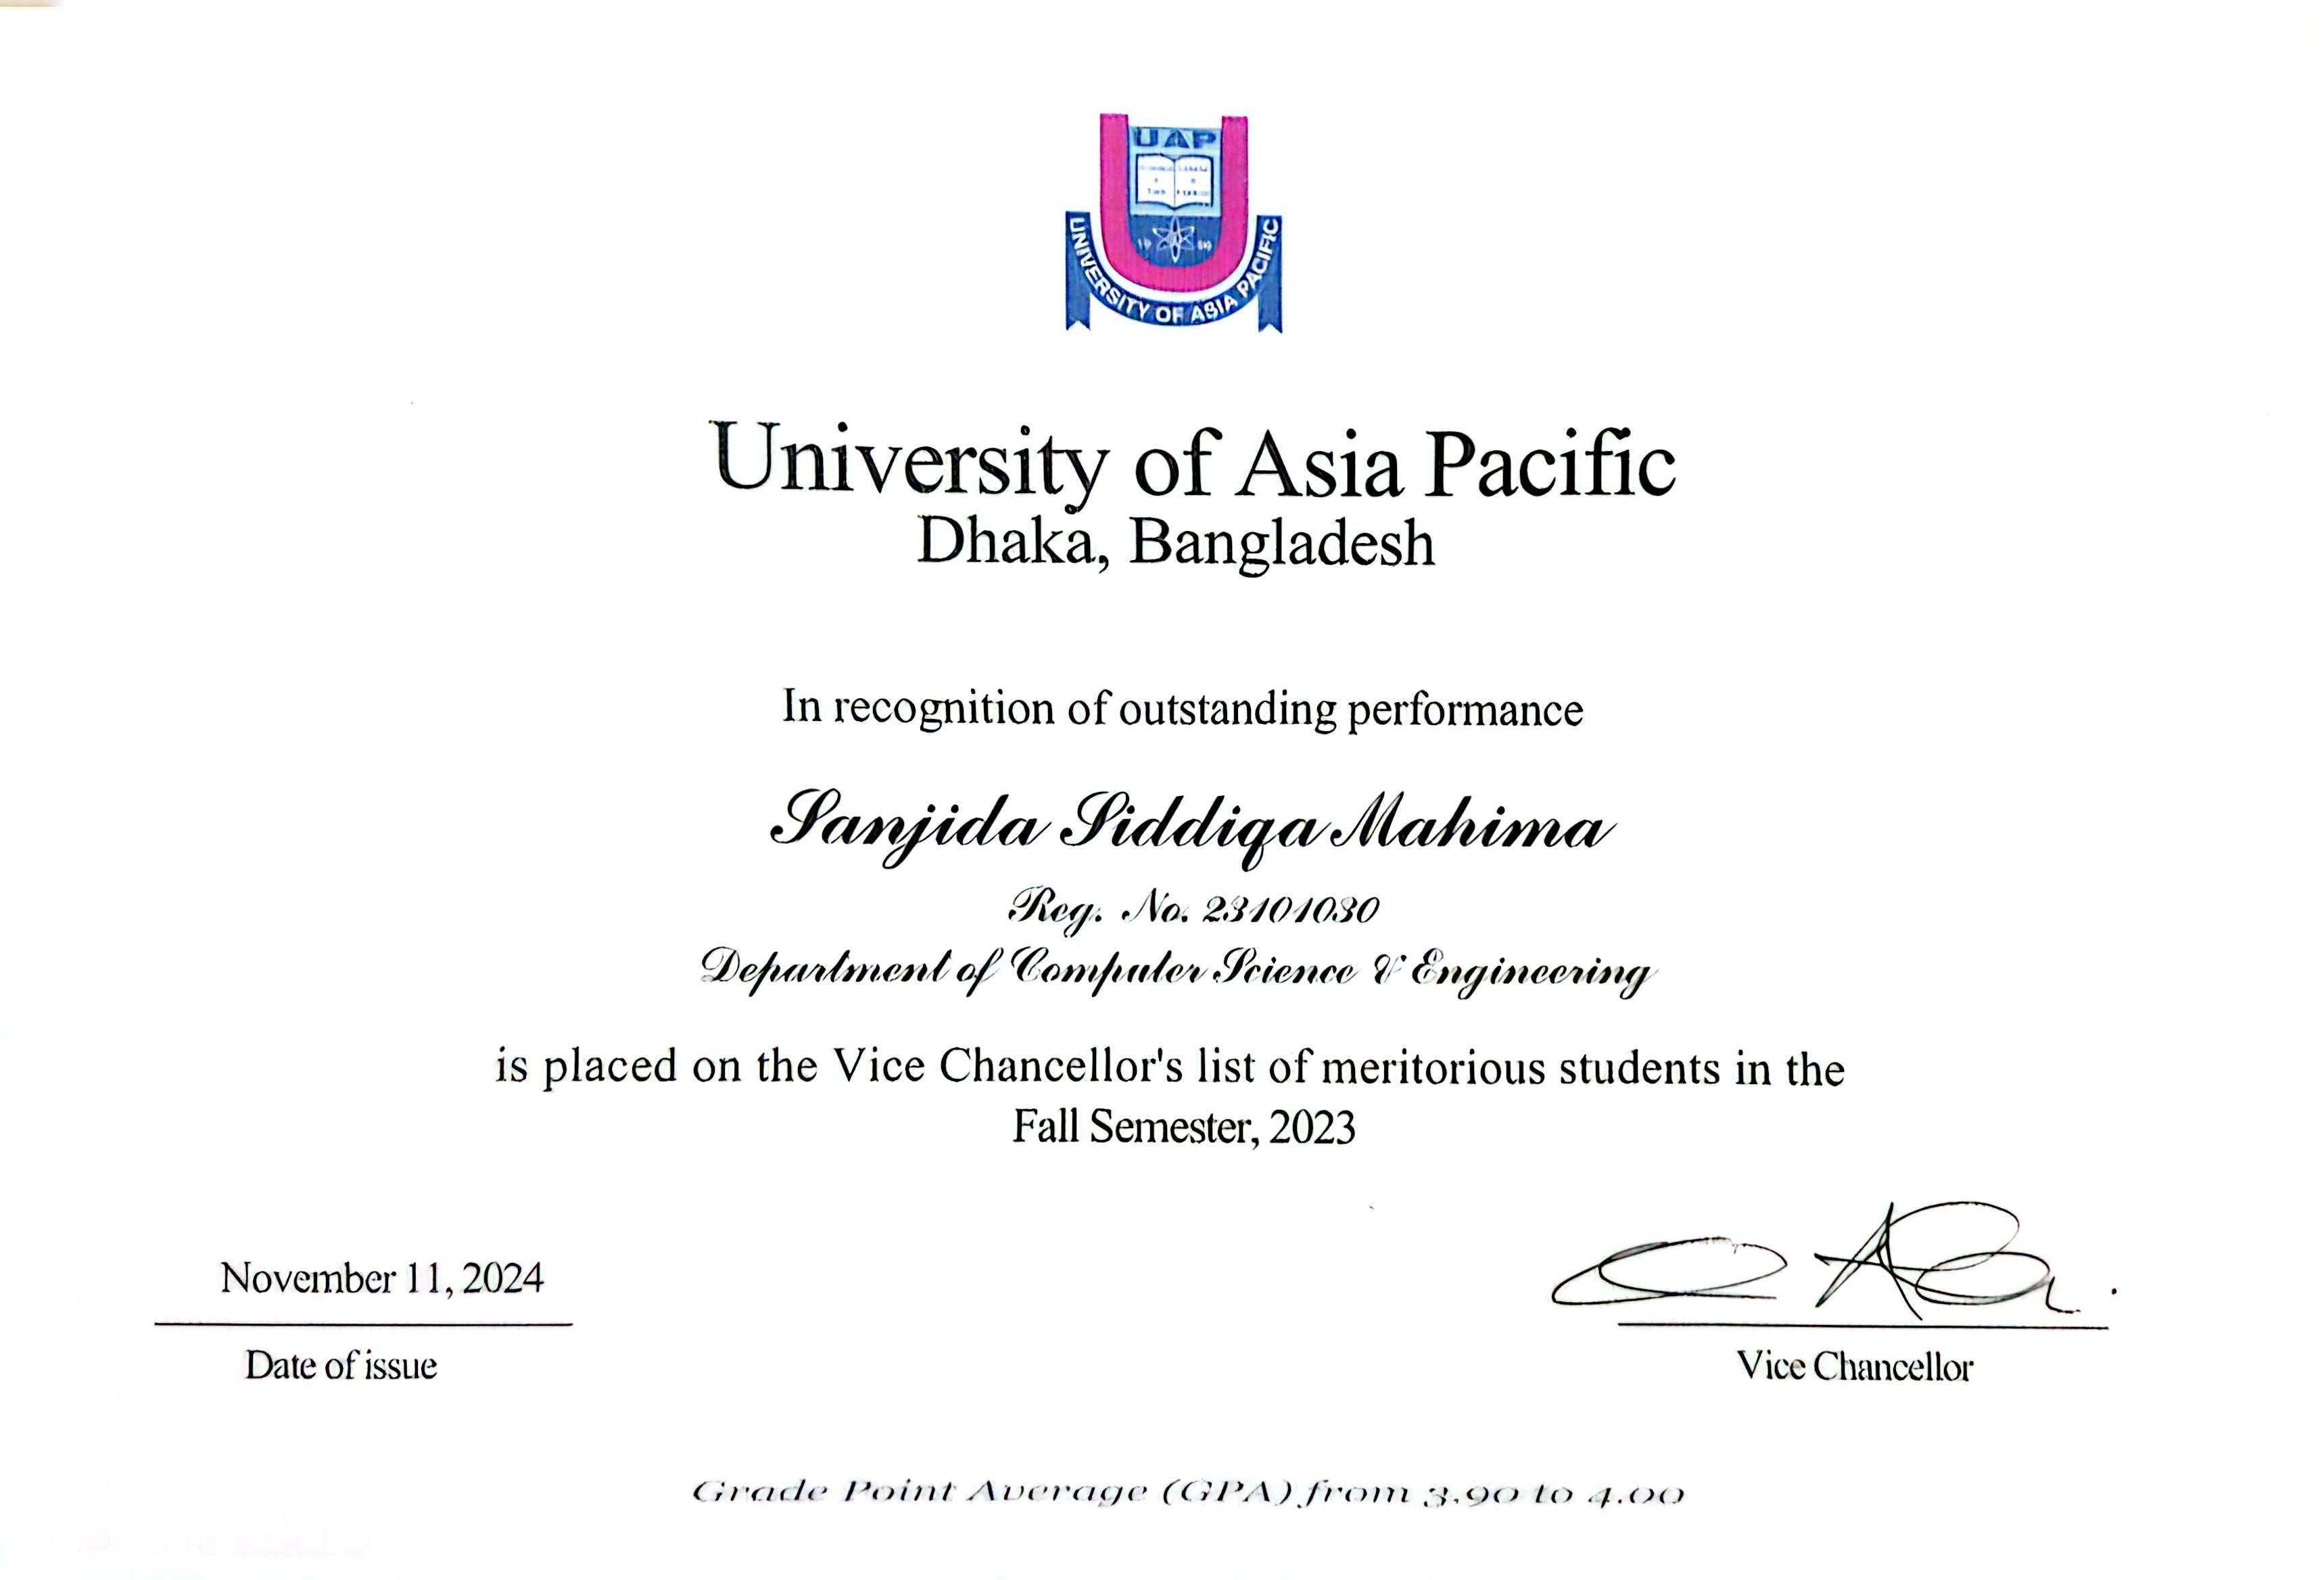 UAP
UNIVERSITY OF ASIA PACIFIC
University of Asia Pacific
Dhaka, Bangladesh
In recognition of outstanding performance
Sanjida Siddiqa Mahima
Reg. No. 23101030
Department of Computer Science & Engineering
is placed on the Vice Chancellor's list of meritorious students in the
Fall Semester, 2023
November 11, 2024
Date of issue
Vice Chancellor
Grade Point Average (GPA) from 3.90 to 4.00